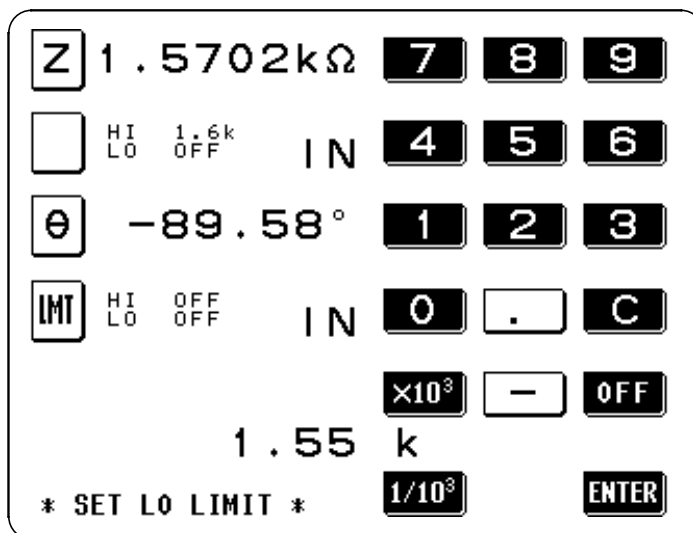 Z 1.5702kΩ 7 8 9
HI 1.6k
LO OFF IN 4 5 6
θ -89.58° 1 2 3
LMT HI OFF
LO OFF IN 0 . C
×10³ − OFF
1.55 k
* SET LO LIMIT * 1/10³ ENTER